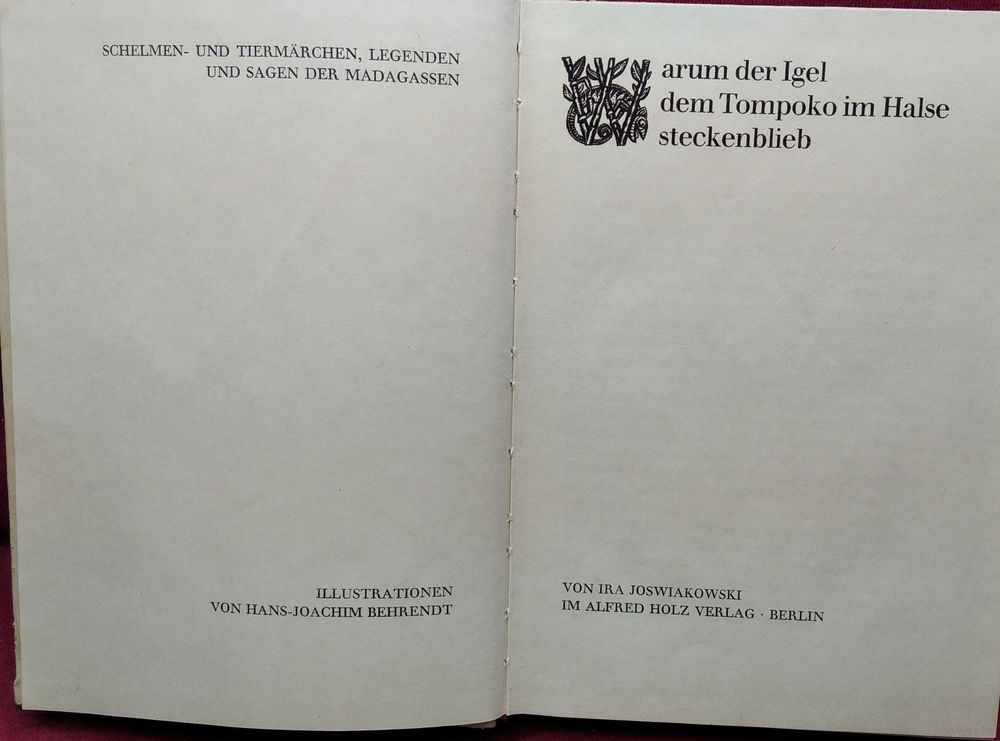 SCHELMEN- UND TIERMÄRCHEN, LEGENDEN
UND SAGEN DER MADAGASSEN
ILLUSTRATIONEN
VON HANS-JOACHIM BEHRENDT
Warum der Igel
dem Tompoko im Halse
steckenblieb
VON IRA JOSWIAKOWSKI
IM ALFRED HOLZ VERLAG · BERLIN